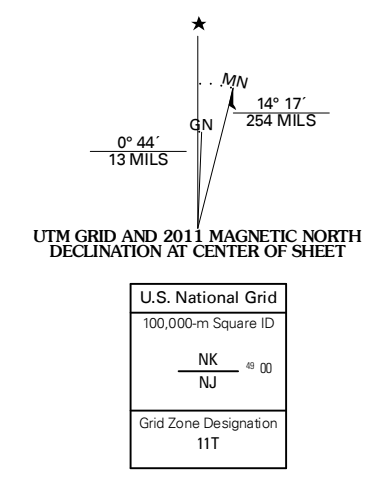 ★
MN
GN
14° 17´
254 MILS
0° 44´
13 MILS
UTM GRID AND 2011 MAGNETIC NORTH
DECLINATION AT CENTER OF SHEET
U.S. National Grid
100,000-m Square ID
NK
49 00
NJ
Grid Zone Designation
11T